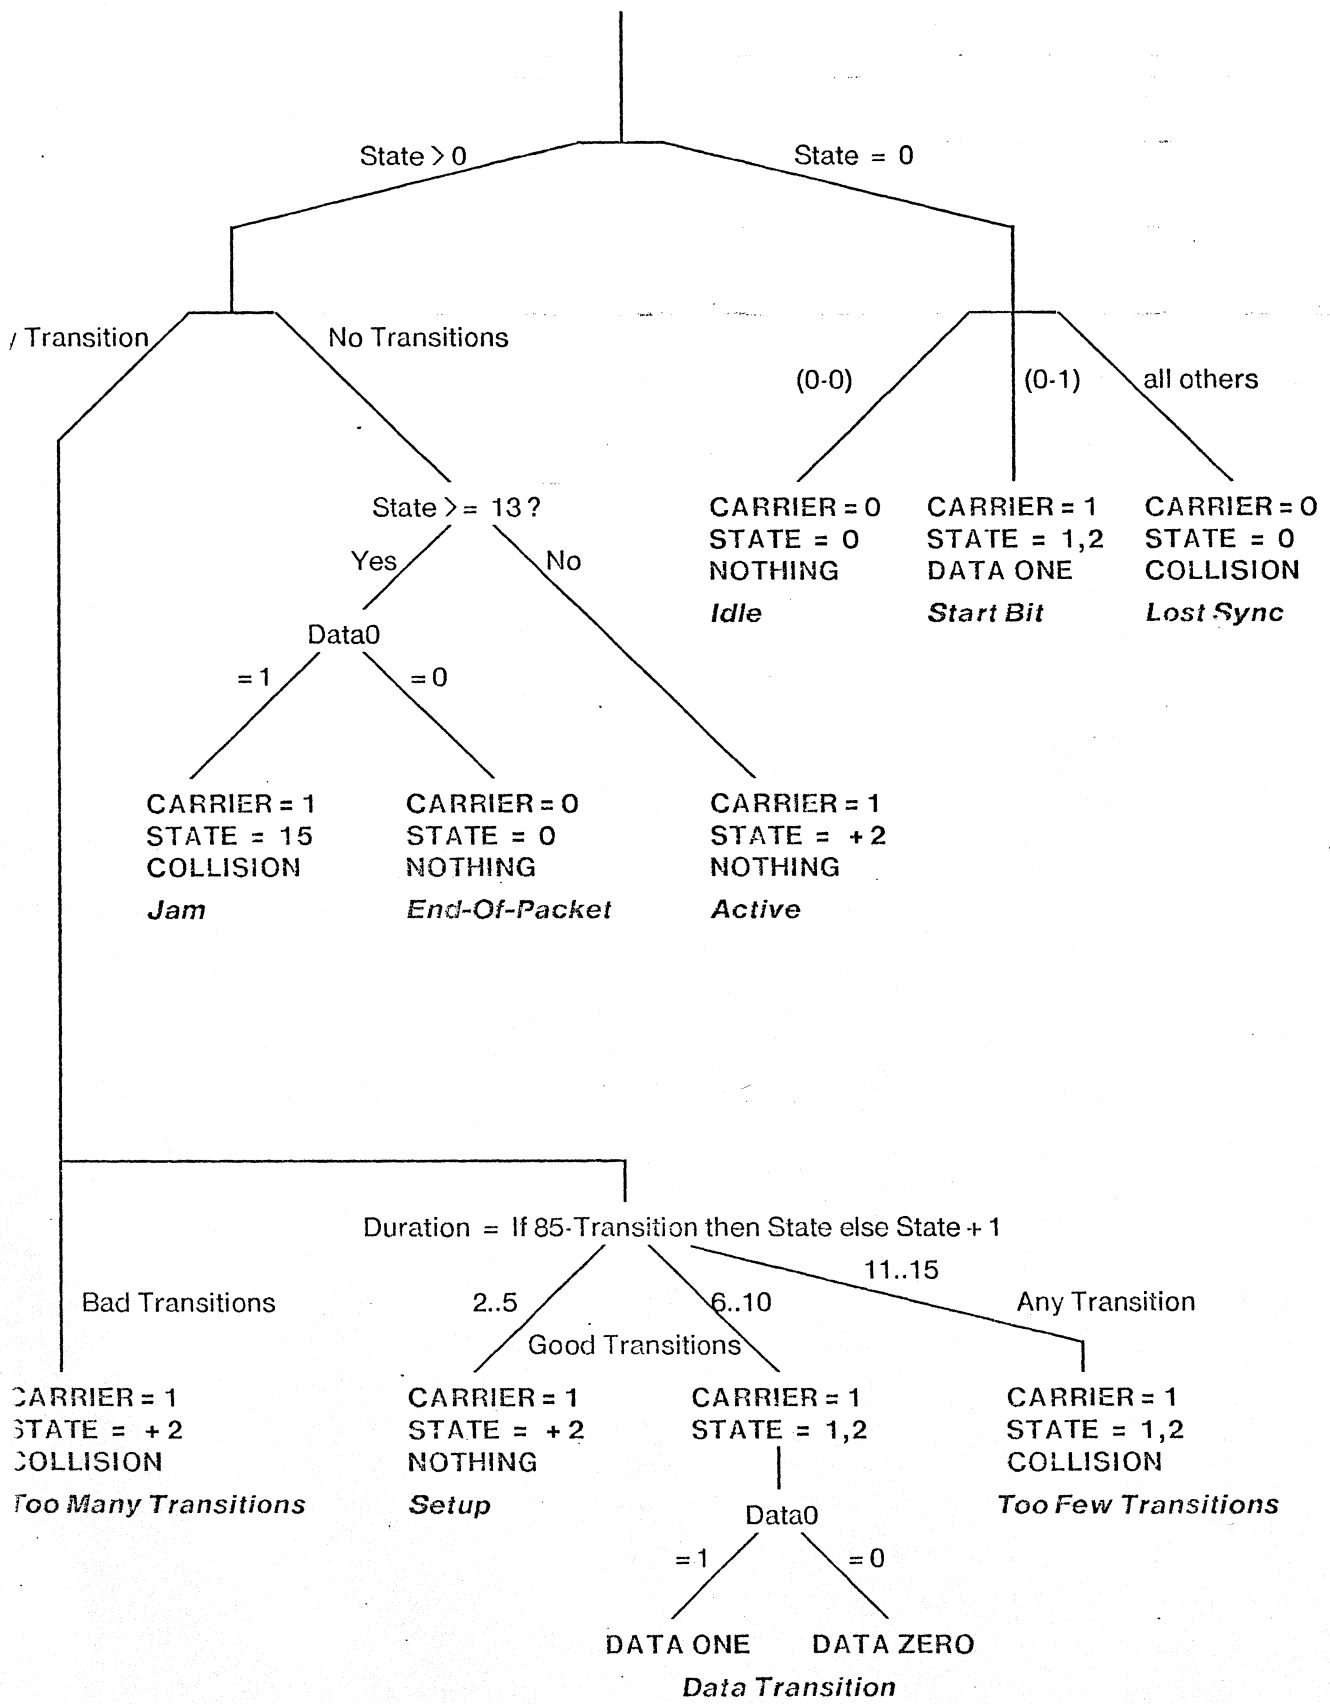 State > 0
State = 0
Transition
No Transitions
(0-0)
(0-1)
all others
State >= 13?
Yes
No
Data0
= 1
= 0
CARRIER = 0
STATE = 0
NOTHING
Idle
CARRIER = 1
STATE = 1,2
DATA ONE
Start Bit
CARRIER = 0
STATE = 0
COLLISION
Lost Sync
CARRIER = 1
STATE = 15
COLLISION
Jam
CARRIER = 0
STATE = 0
NOTHING
End-Of-Packet
CARRIER = 1
STATE = +2
NOTHING
Active
Duration = If 85-Transition then State else State + 1
Bad Transitions
2..5
6..10
11..15
Any Transition
Good Transitions
CARRIER = 1
STATE = +2
COLLISION
Too Many Transitions
CARRIER = 1
STATE = +2
NOTHING
Setup
CARRIER = 1
STATE = 1,2
CARRIER = 1
STATE = 1,2
COLLISION
Too Few Transitions
Data0
= 1
= 0
DATA ONE
DATA ZERO
Data Transition